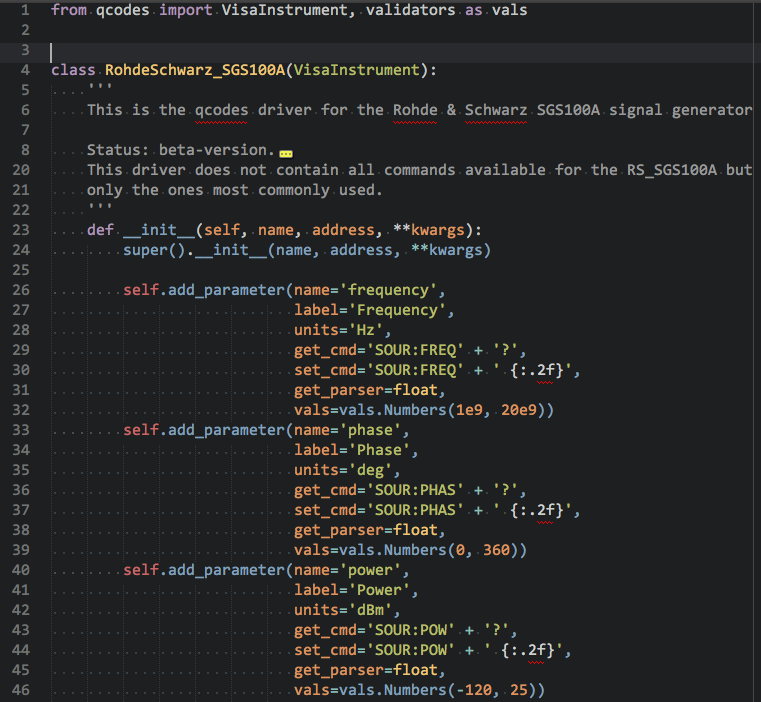 1 from qcodes import VisaInstrument, validators as vals
2
3
4 class RohdeSchwarz_SGS100A(VisaInstrument):
5     '''
6     This is the qcodes driver for the Rohde & Schwarz SGS100A signal generator
7
8     Status: beta-version.
20     This driver does not contain all commands available for the RS_SGS100A but
21     only the ones most commonly used.
22     '''
23     def __init__(self, name, address, **kwargs):
24         super().__init__(name, address, **kwargs)
25
26         self.add_parameter(name='frequency',
27                            label='Frequency',
28                            units='Hz',
29                            get_cmd='SOUR:FREQ' + '?',
30                            set_cmd='SOUR:FREQ' + ' {:.2f}',
31                            get_parser=float,
32                            vals=vals.Numbers(1e9, 20e9))
33         self.add_parameter(name='phase',
34                            label='Phase',
35                            units='deg',
36                            get_cmd='SOUR:PHAS' + '?',
37                            set_cmd='SOUR:PHAS' + ' {:.2f}',
38                            get_parser=float,
39                            vals=vals.Numbers(0, 360))
40         self.add_parameter(name='power',
41                            label='Power',
42                            units='dBm',
43                            get_cmd='SOUR:POW' + '?',
44                            set_cmd='SOUR:POW' + ' {:.2f}',
45                            get_parser=float,
46                            vals=vals.Numbers(-120, 25))